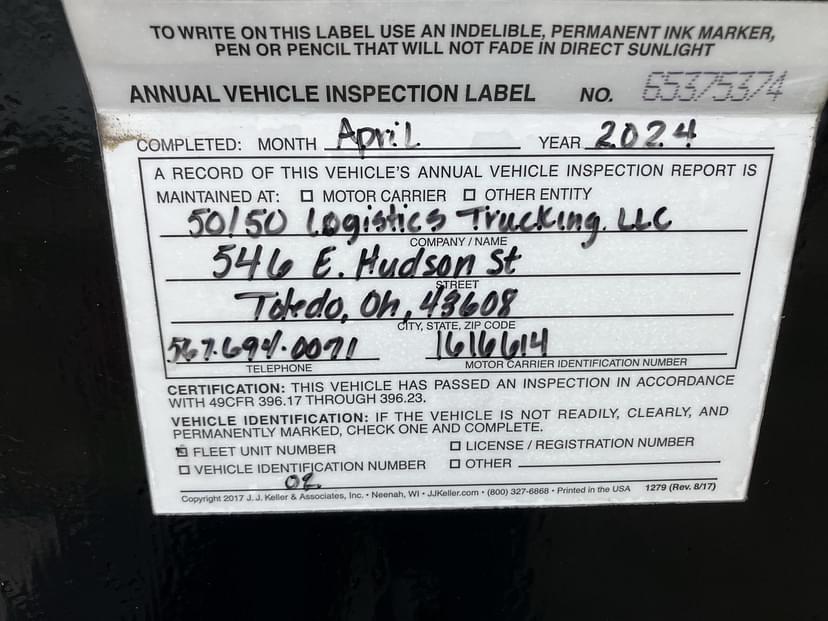 TO WRITE ON THIS LABEL USE AN INDELIBLE, PERMANENT INK MARKER,
PEN OR PENCIL THAT WILL NOT FADE IN DIRECT SUNLIGHT
ANNUAL VEHICLE INSPECTION LABEL NO. 65375374
COMPLETED: MONTH April YEAR 2024
A RECORD OF THIS VEHICLE'S ANNUAL VEHICLE INSPECTION REPORT IS
MAINTAINED AT: ☐ MOTOR CARRIER ☐ OTHER ENTITY
50/50 Logistics Trucking, LLC
COMPANY / NAME
546 E. Hudson St
STREET
Toledo, Oh, 43608
CITY, STATE, ZIP CODE
567.694.0071 1616614
TELEPHONE MOTOR CARRIER IDENTIFICATION NUMBER
CERTIFICATION: THIS VEHICLE HAS PASSED AN INSPECTION IN ACCORDANCE
WITH 49CFR 396.17 THROUGH 396.23.
VEHICLE IDENTIFICATION: IF THE VEHICLE IS NOT READILY, CLEARLY, AND
PERMANENTLY MARKED, CHECK ONE AND COMPLETE.
☑ FLEET UNIT NUMBER ☐ LICENSE / REGISTRATION NUMBER
☐ VEHICLE IDENTIFICATION NUMBER ☐ OTHER
02
Copyright 2017 J. J. Keller & Associates, Inc. • Neenah, WI • JJKeller.com • (800) 327-6868 • Printed in the USA 1279 (Rev. 8/17)